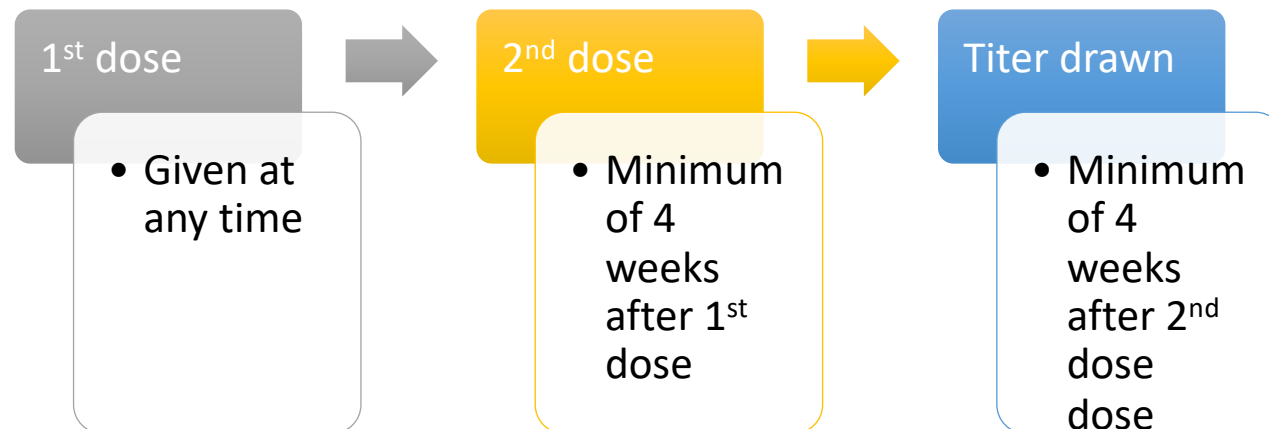 1st dose
• Given at
any time
2nd dose
• Minimum
of 4
weeks
after 1st
dose
Titer drawn
• Minimum
of 4
weeks
after 2nd
dose
dose